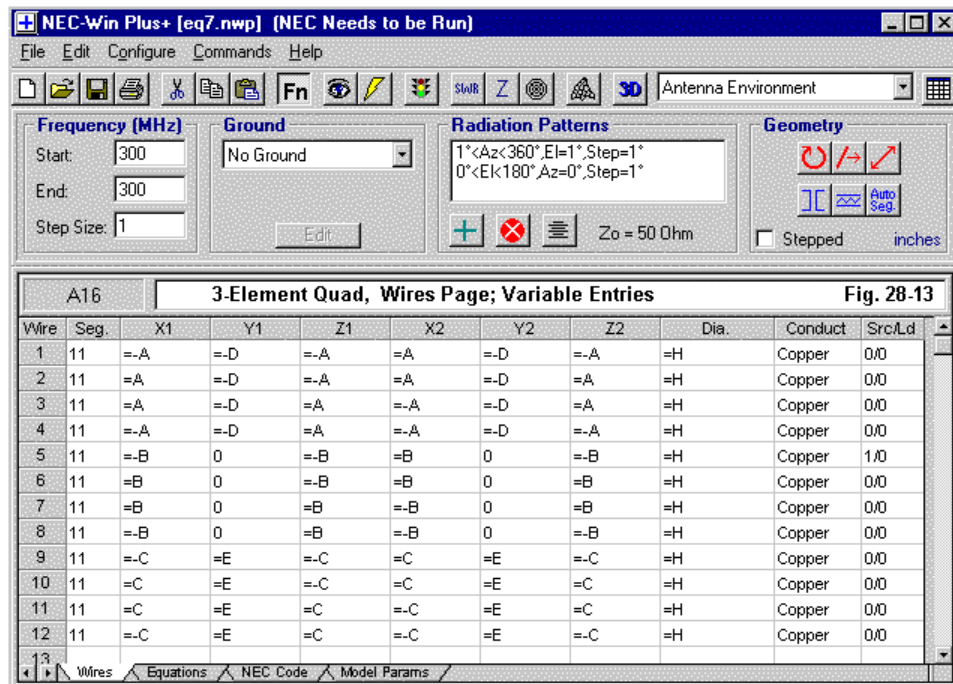 NEC-Win Plus+ [eq7.nwp] (NEC Needs to be Run)
File Edit Configure Commands Help
Fn SWR Z 3D Antenna Environment
Frequency (MHz) Ground Radiation Patterns Geometry
Start: 300 No Ground 1°<Az<360°,El=1°,Step=1°
0°<El<180°,Az=0°,Step=1°
End: 300
Auto Seg.
Step Size: 1 Edit Zo = 50 Ohm Stepped inches
A16 3-Element Quad, Wires Page; Variable Entries Fig. 28-13
Wire Seg. X1 Y1 Z1 X2 Y2 Z2 Dia. Conduct Src/Ld
1 11 =-A =-D =-A =A =-D =-A =H Copper 0/0
2 11 =A =-D =-A =A =-D =A =H Copper 0/0
3 11 =A =-D =A =-A =-D =A =H Copper 0/0
4 11 =-A =-D =A =-A =-D =-A =H Copper 0/0
5 11 =-B 0 =-B =B 0 =-B =H Copper 1/0
6 11 =B 0 =-B =B 0 =B =H Copper 0/0
7 11 =B 0 =B =-B 0 =B =H Copper 0/0
8 11 =-B 0 =B =-B 0 =-B =H Copper 0/0
9 11 =-C =E =-C =C =E =-C =H Copper 0/0
10 11 =C =E =-C =C =E =C =H Copper 0/0
11 11 =C =E =C =-C =E =C =H Copper 0/0
12 11 =-C =E =C =-C =E =-C =H Copper 0/0
13
Wires Equations NEC Code Model Params